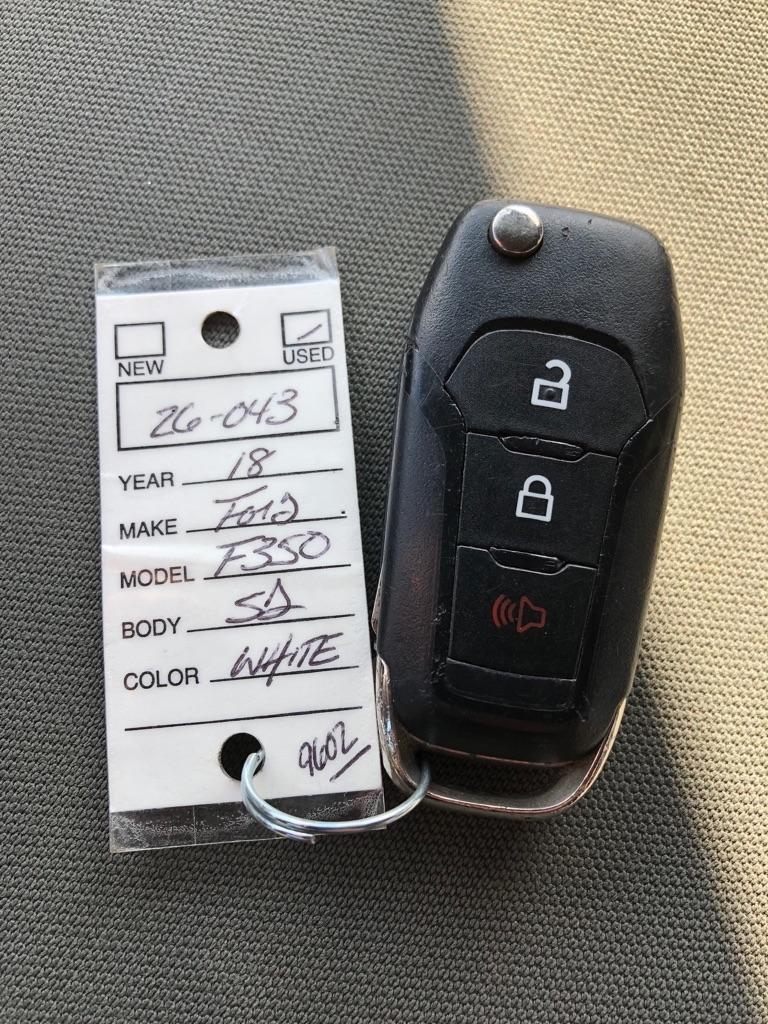 NEW USED
26-043
YEAR 18
MAKE Ford
MODEL F350
BODY SD
COLOR WHITE
9602